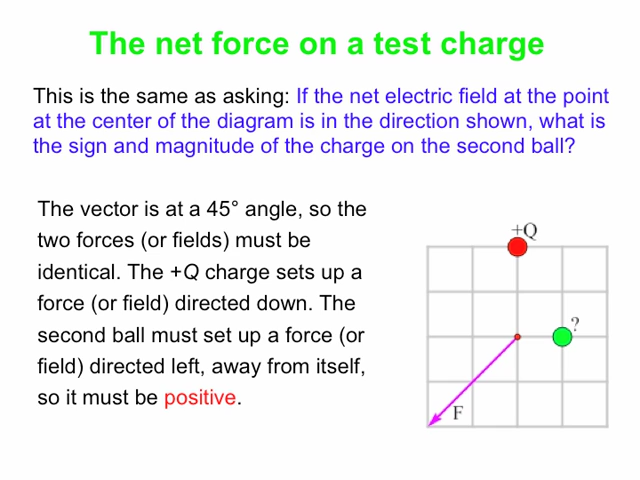 The net force on a test charge
This is the same as asking: If the net electric field at the point
at the center of the diagram is in the direction shown, what is
the sign and magnitude of the charge on the second ball?
The vector is at a 45° angle, so the
two forces (or fields) must be
identical. The +Q charge sets up a
force (or field) directed down. The
second ball must set up a force (or
field) directed left, away from itself,
so it must be positive.
+Q
?
F